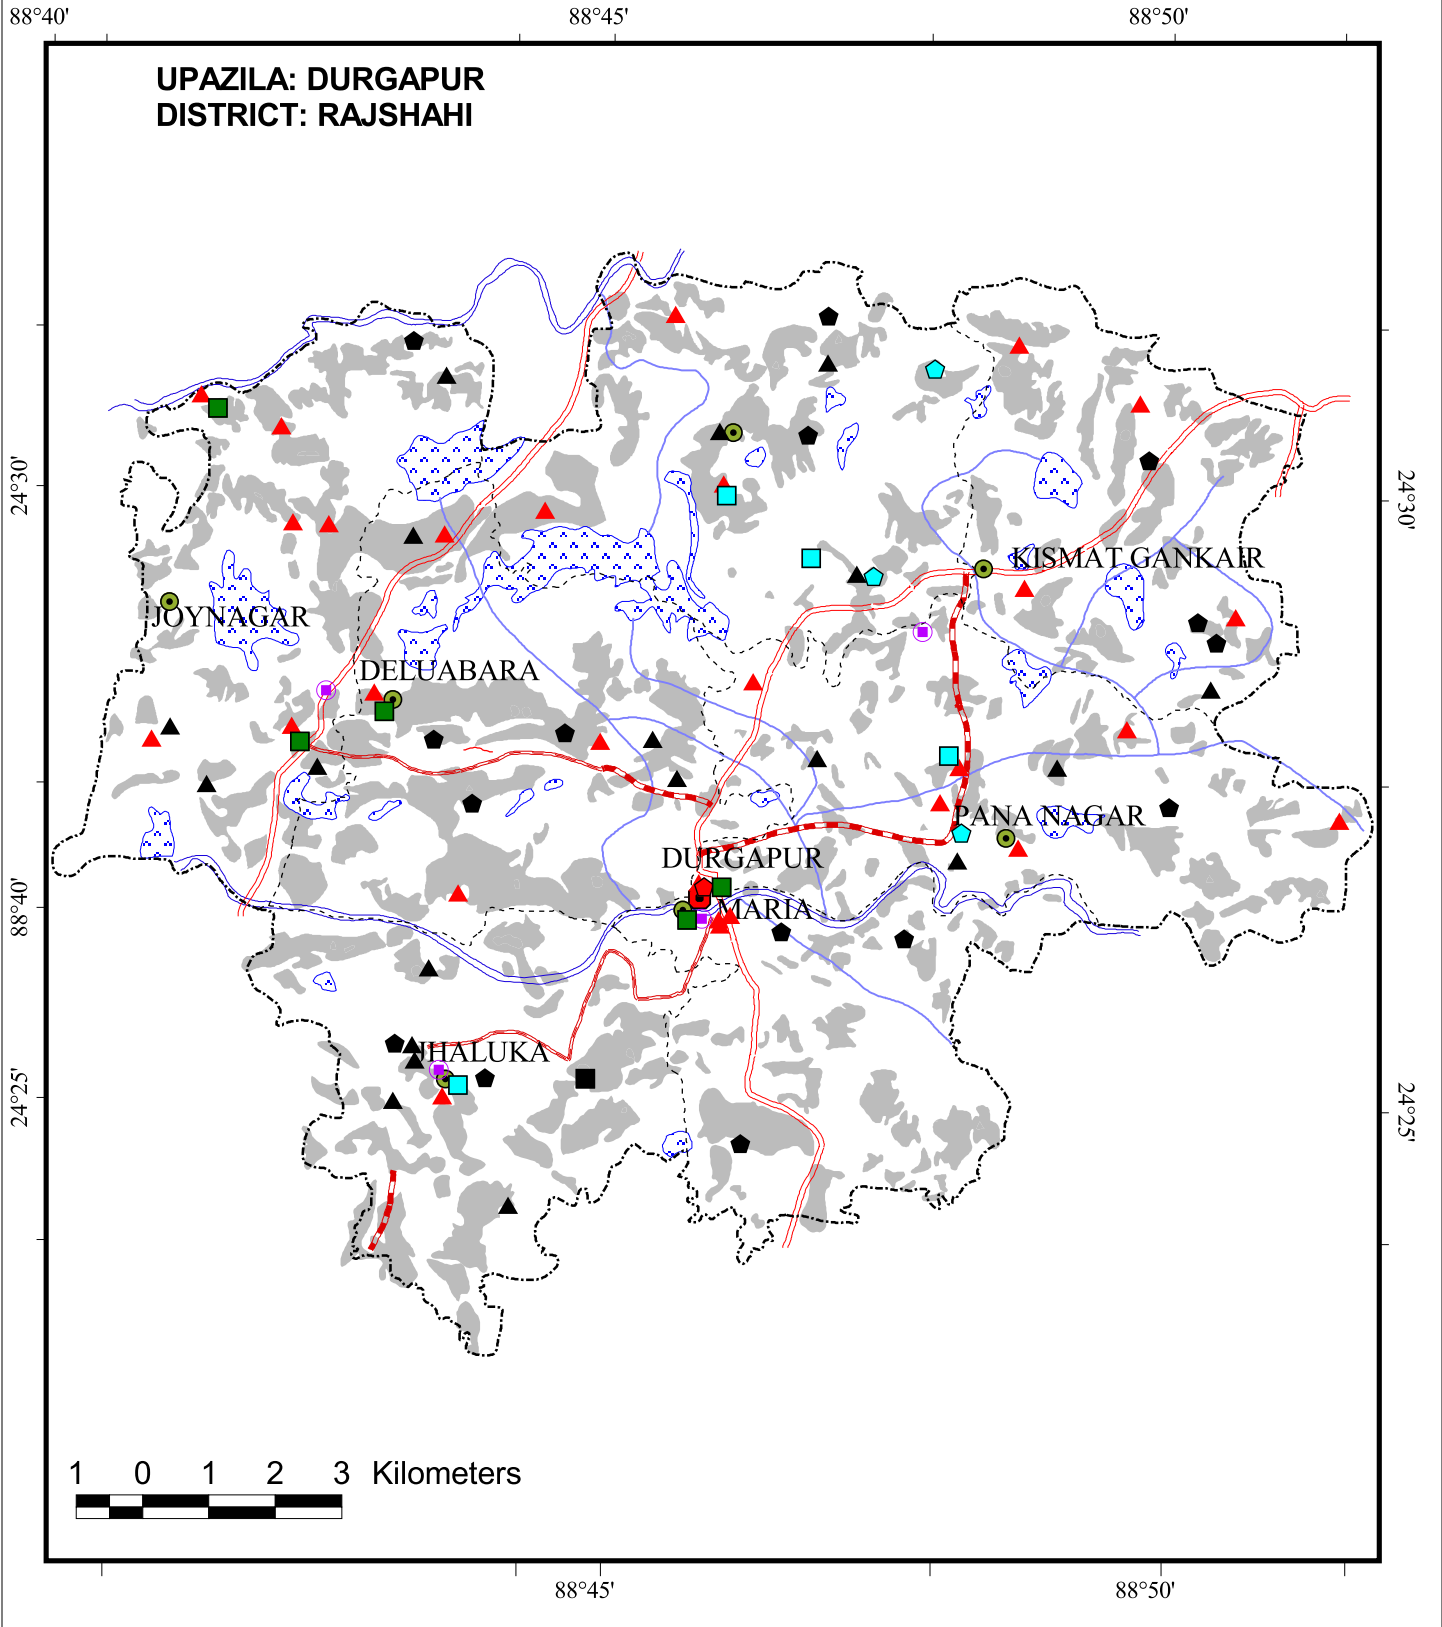 88°40' 88°45' 88°50'
UPAZILA: DURGAPUR
DISTRICT: RAJSHAHI
24°30' 24°30'
KISMAT GANKAIR
JOYNAGAR
DELUABARA
PANA NAGAR
DURGAPUR
88°40'
MARIA
JHALUKA
24°25' 24°25'
1 0 1 2 3 Kilometers
88°45' 88°50'